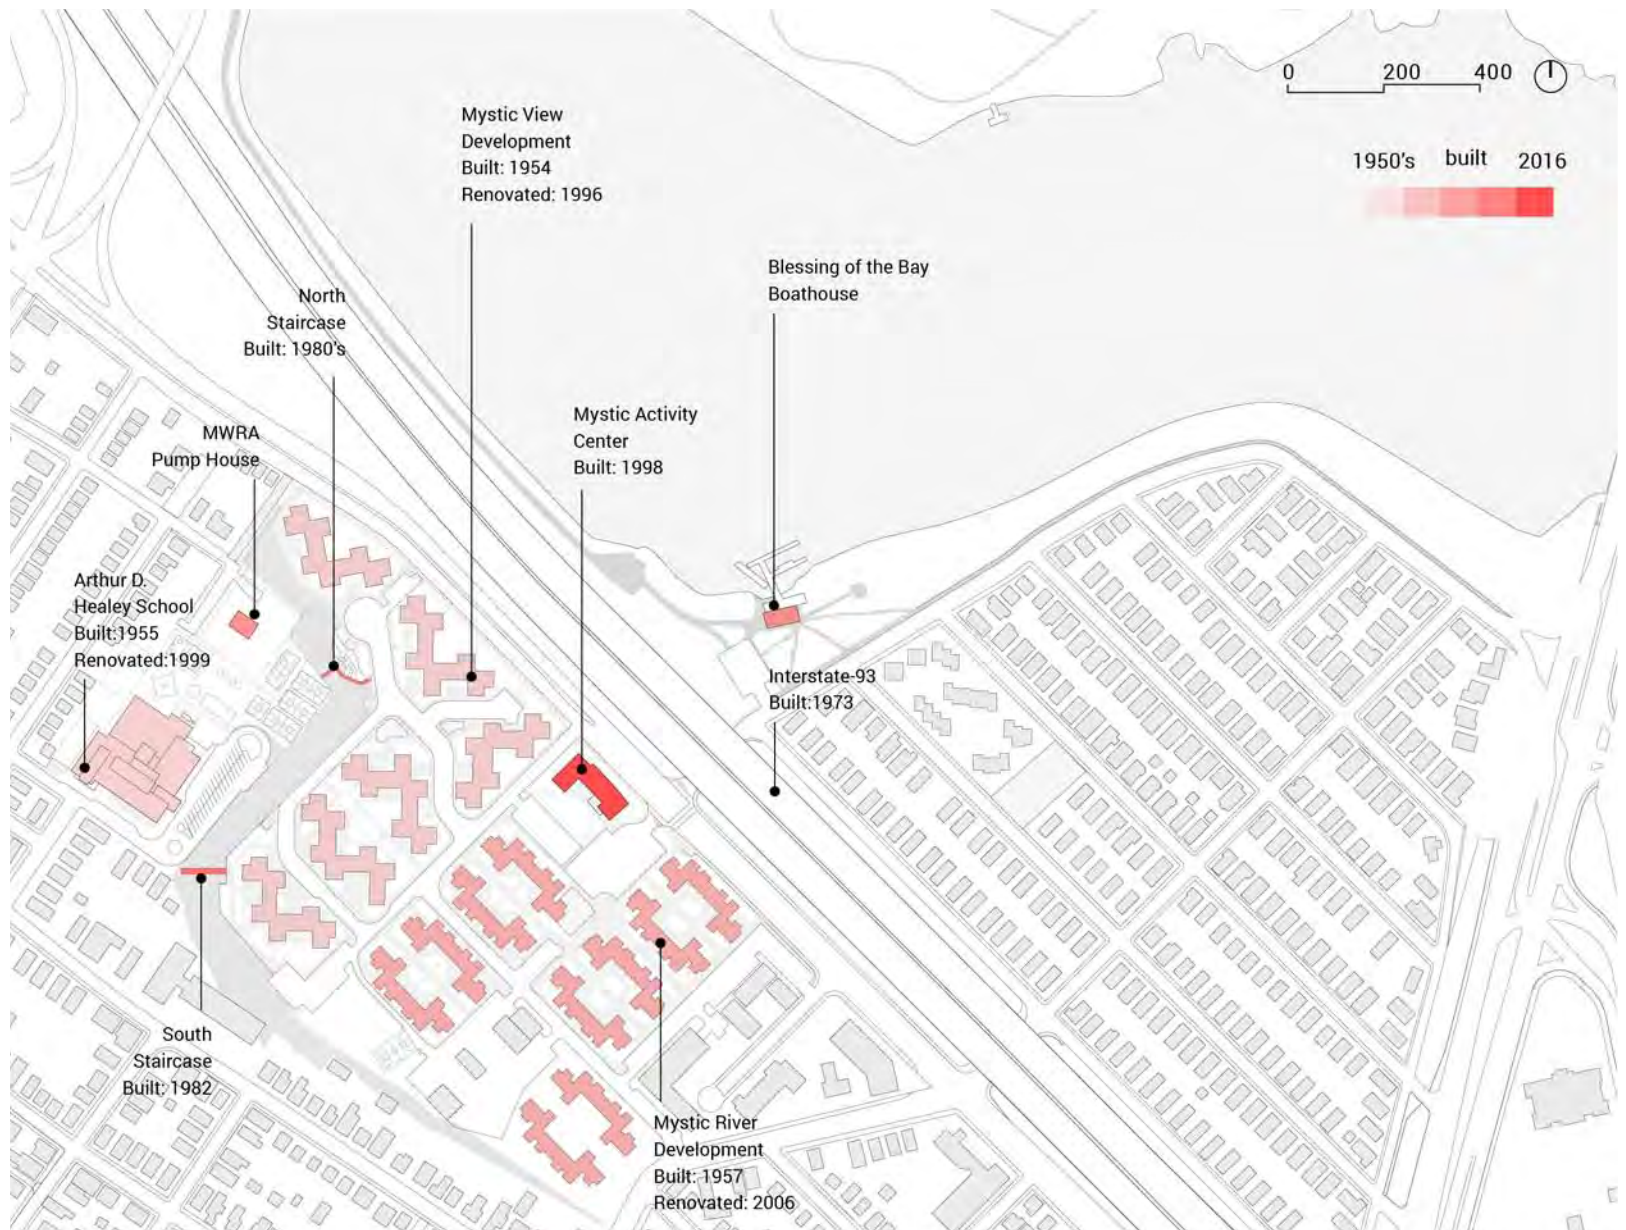 0 200 400
1950's built 2016
Mystic View
Development
Built: 1954
Renovated: 1996
Blessing of the Bay
Boathouse
North
Staircase
Built: 1980's
Mystic Activity
Center
Built: 1998
MWRA
Pump House
Arthur D.
Healey School
Built:1955
Renovated:1999
Interstate-93
Built:1973
South
Staircase
Built: 1982
Mystic River
Development
Built: 1957
Renovated: 2006